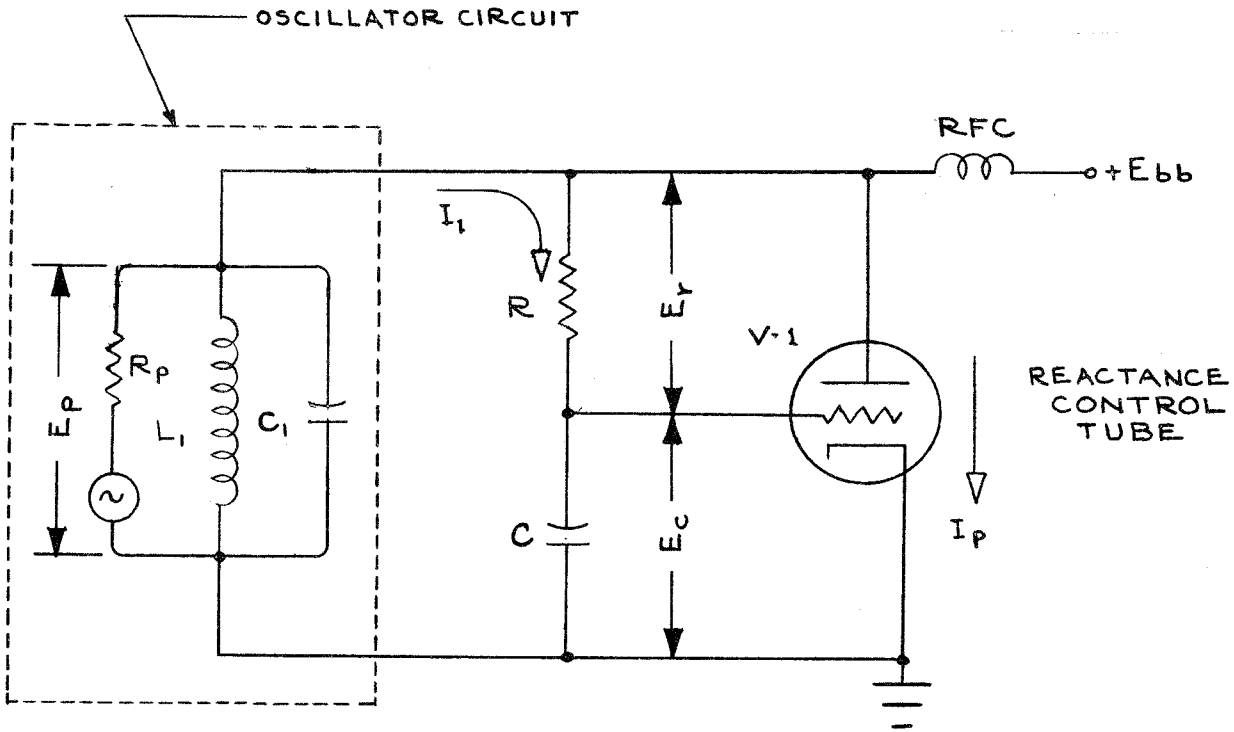 OSCILLATOR CIRCUIT
RFC
+Ebb
I1
R
Er
V-1
REACTANCE
CONTROL
TUBE
Ep
Rp
L1
C1
C
Ec
Ip